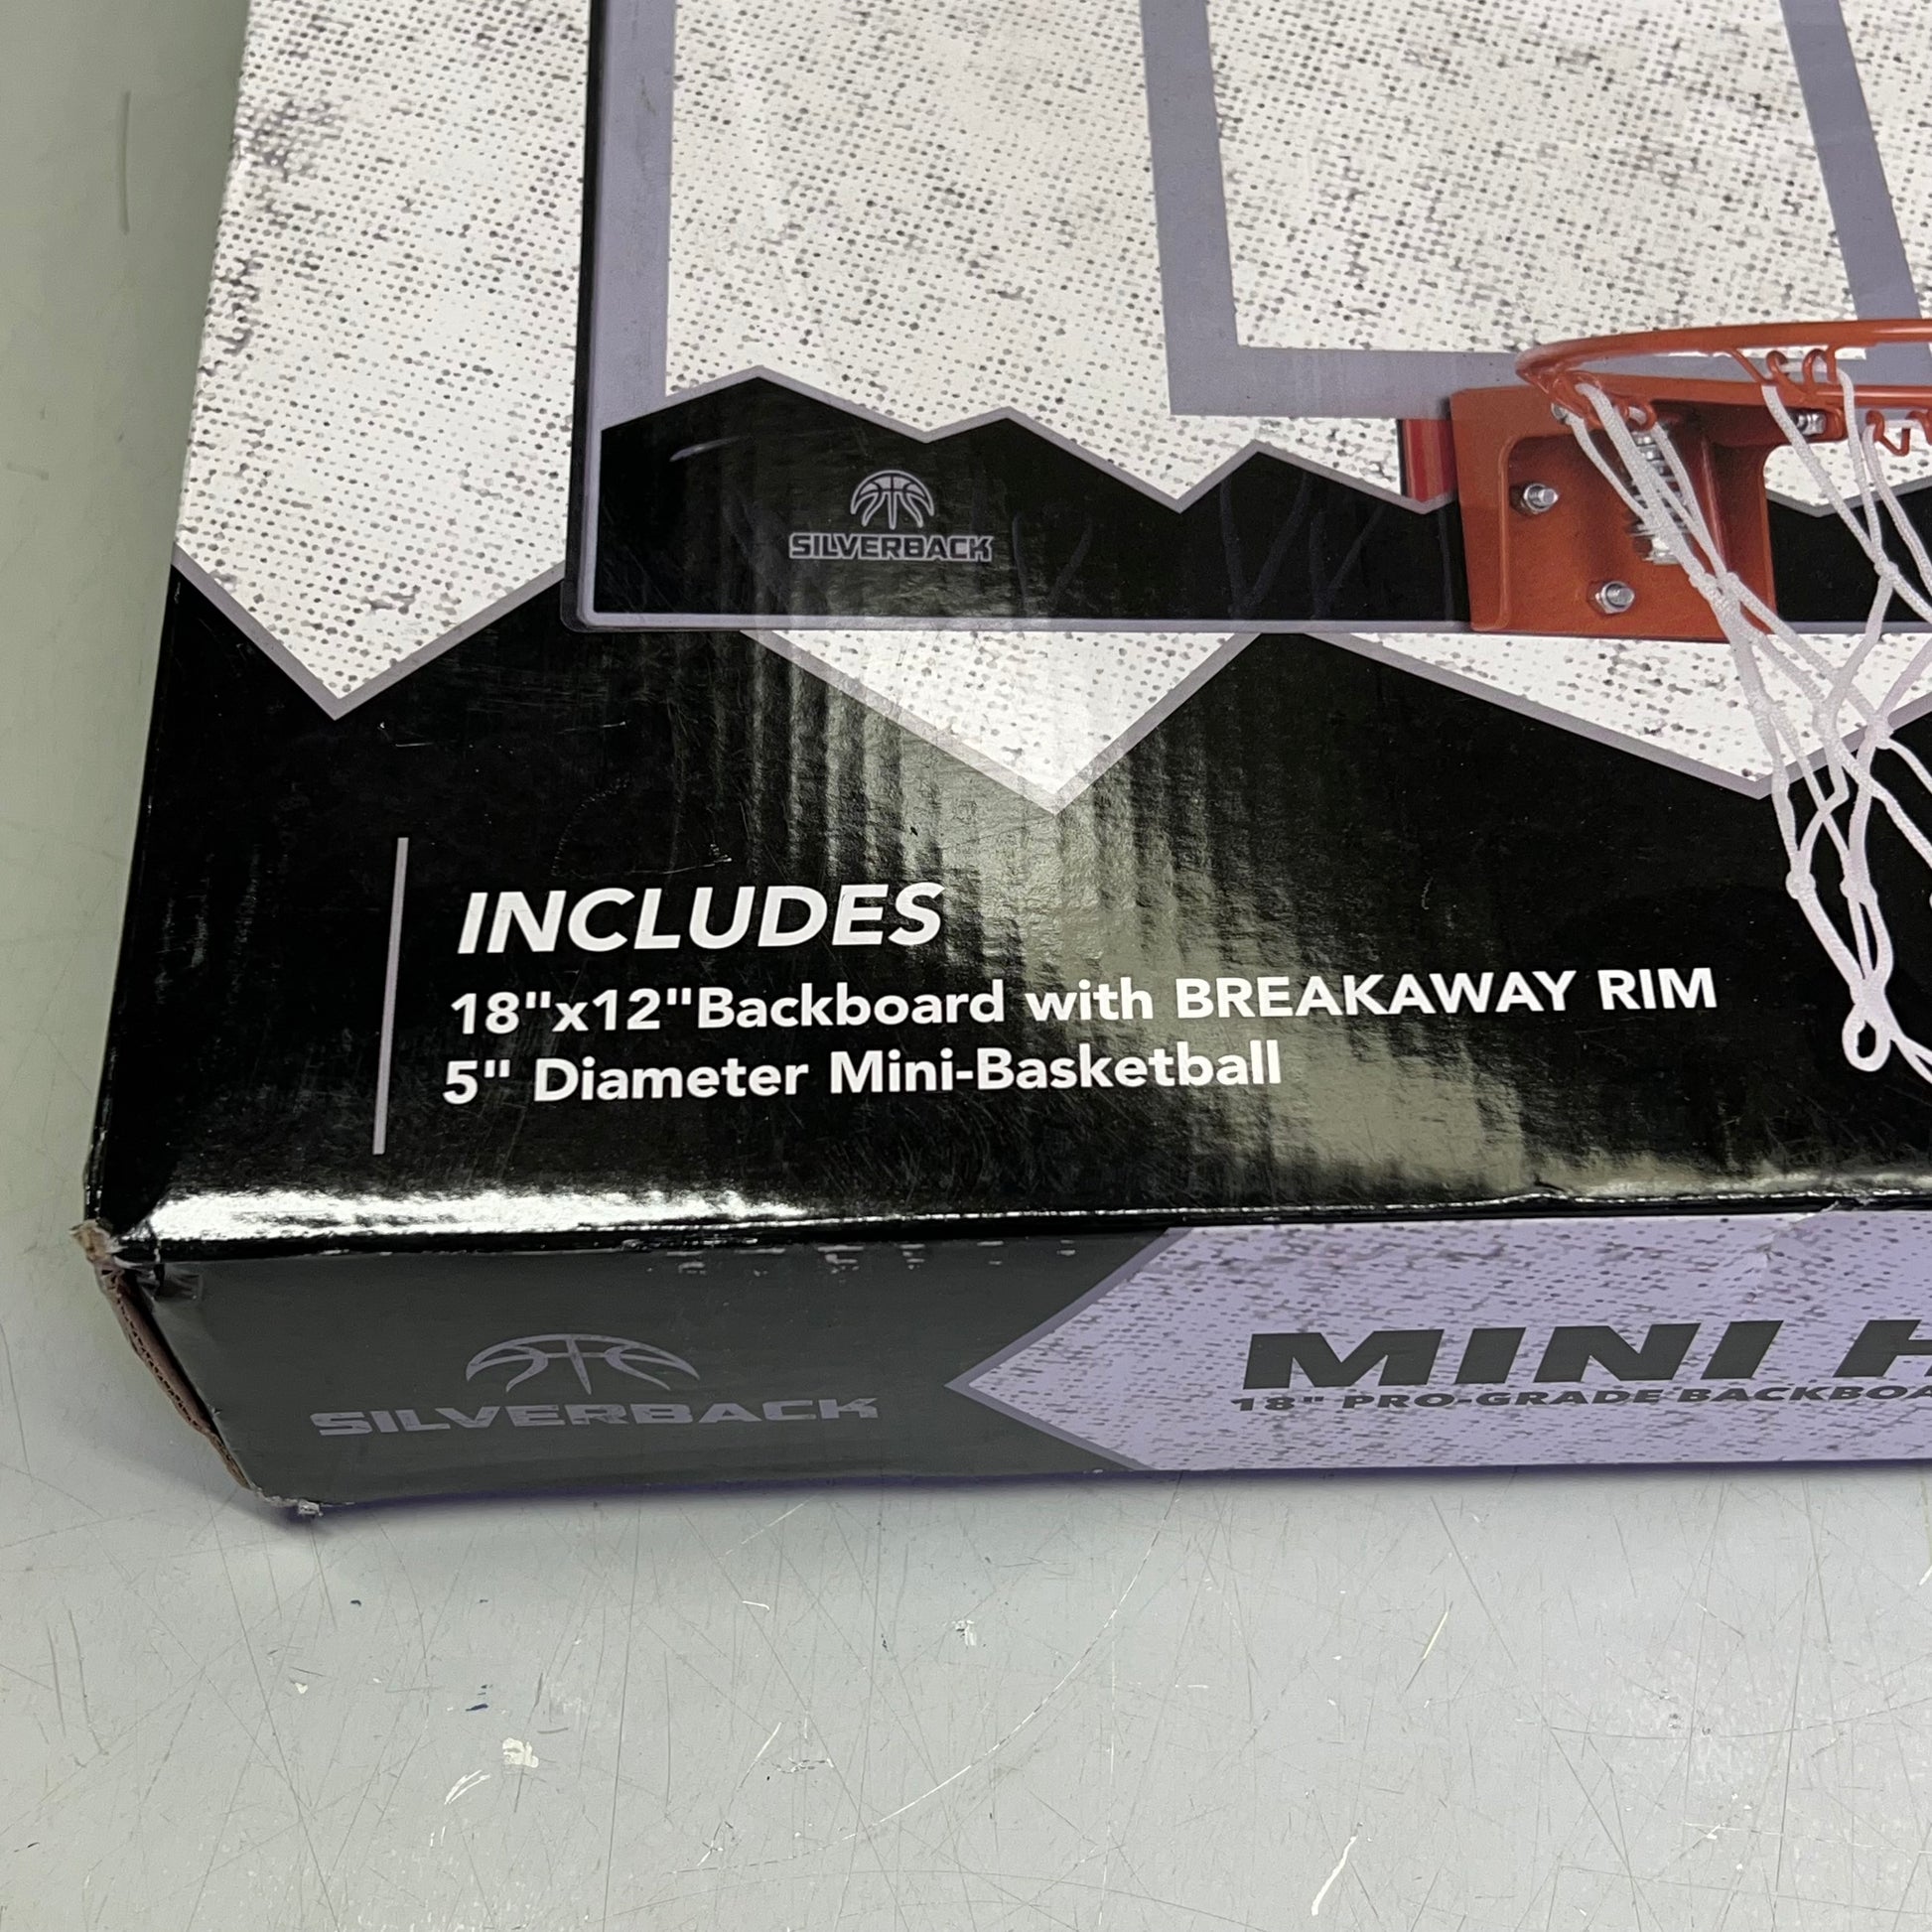 SILVERBACK
INCLUDES
18"x12"Backboard with BREAKAWAY RIM
5" Diameter Mini-Basketball
SILVERBACK
MINI
18" PRO-GRADE